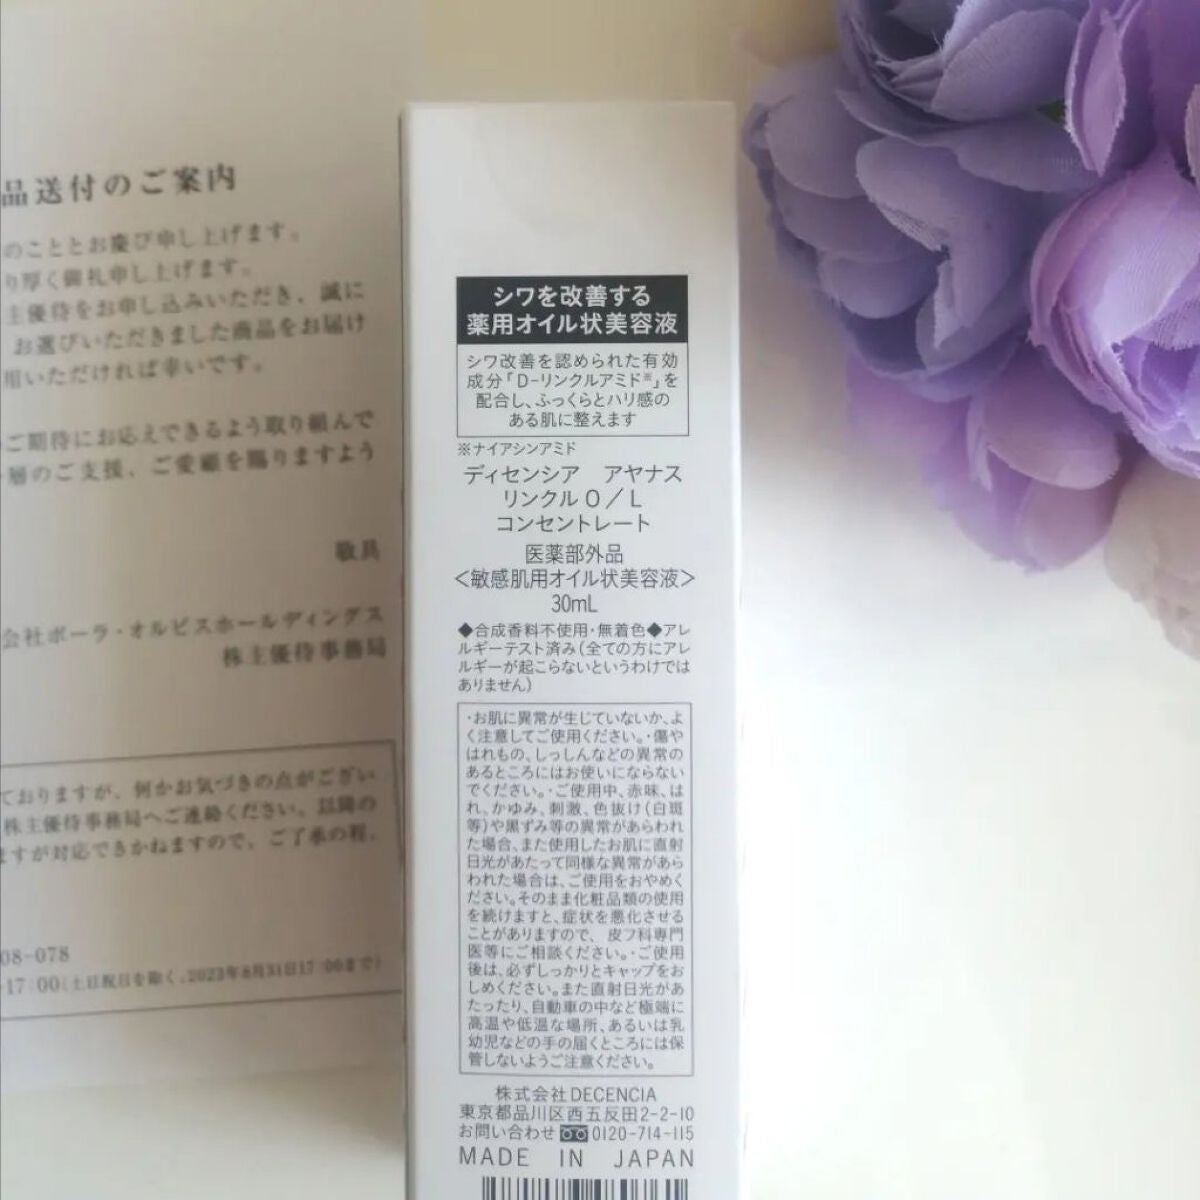 品送付のご案内
のこととお慶び申し上げます。
り厚く御礼申し上げます。
主優待をお申し込みいただき、誠に
お選びいただきました商品をお届け
用いただければ幸いです。
ご期待にお応えできるよう取り組んで
層のご支援、ご愛顧を賜りますよう
敬具
会社ポーラ・オルビスホールディングス
株主優待事務局
ておりますが、何かお気づきの点がござい
株主優待事務局へご連絡ください。以降の
ますが対応できかねますので、ご了承の程、
08-078
17:00(土日祝日を除く、2023年8月31日17:00まで)
シワを改善する
薬用オイル状美容液
シワ改善を認められた有効
成分「D-リンクルアミド※」を
配合し、ふっくらとハリ感の
ある肌に整えます
※ナイアシンアミド
ディセンシア アヤナス
リンクル O/L
コンセントレート
医薬部外品
<敏感肌用オイル状美容液>
30mL
◆合成香料不使用・無着色◆アレ
ルギーテスト済み(全ての方にアレ
ルギーが起こらないというわけでは
ありません)
・お肌に異常が生じていないか、よ
く注意してご使用ください。・傷や
はれもの、しっしんなどの異常の
あるところにはお使いにならない
でください。・ご使用中、赤味、は
れ、かゆみ、刺激、色抜け(白斑
等)や黒ずみ等の異常があらわれ
た場合、また使用したお肌に直射
日光があたって同様な異常があら
われた場合は、ご使用をおやめく
ださい。そのまま化粧品類の使用
を続けますと、症状を悪化させる
ことがありますので、皮フ科専門
医等にご相談ください。・ご使用
後は、必ずしっかりとキャップをお
しめください。また直射日光があ
たったり、自動車の中など極端に
高温や低温な場所、あるいは乳
幼児などの手の届くところには保
管しないようご注意ください。
株式会社DECENCIA
東京都品川区西五反田2-2-10
お問い合わせ 0120-714-115
MADE IN JAPAN